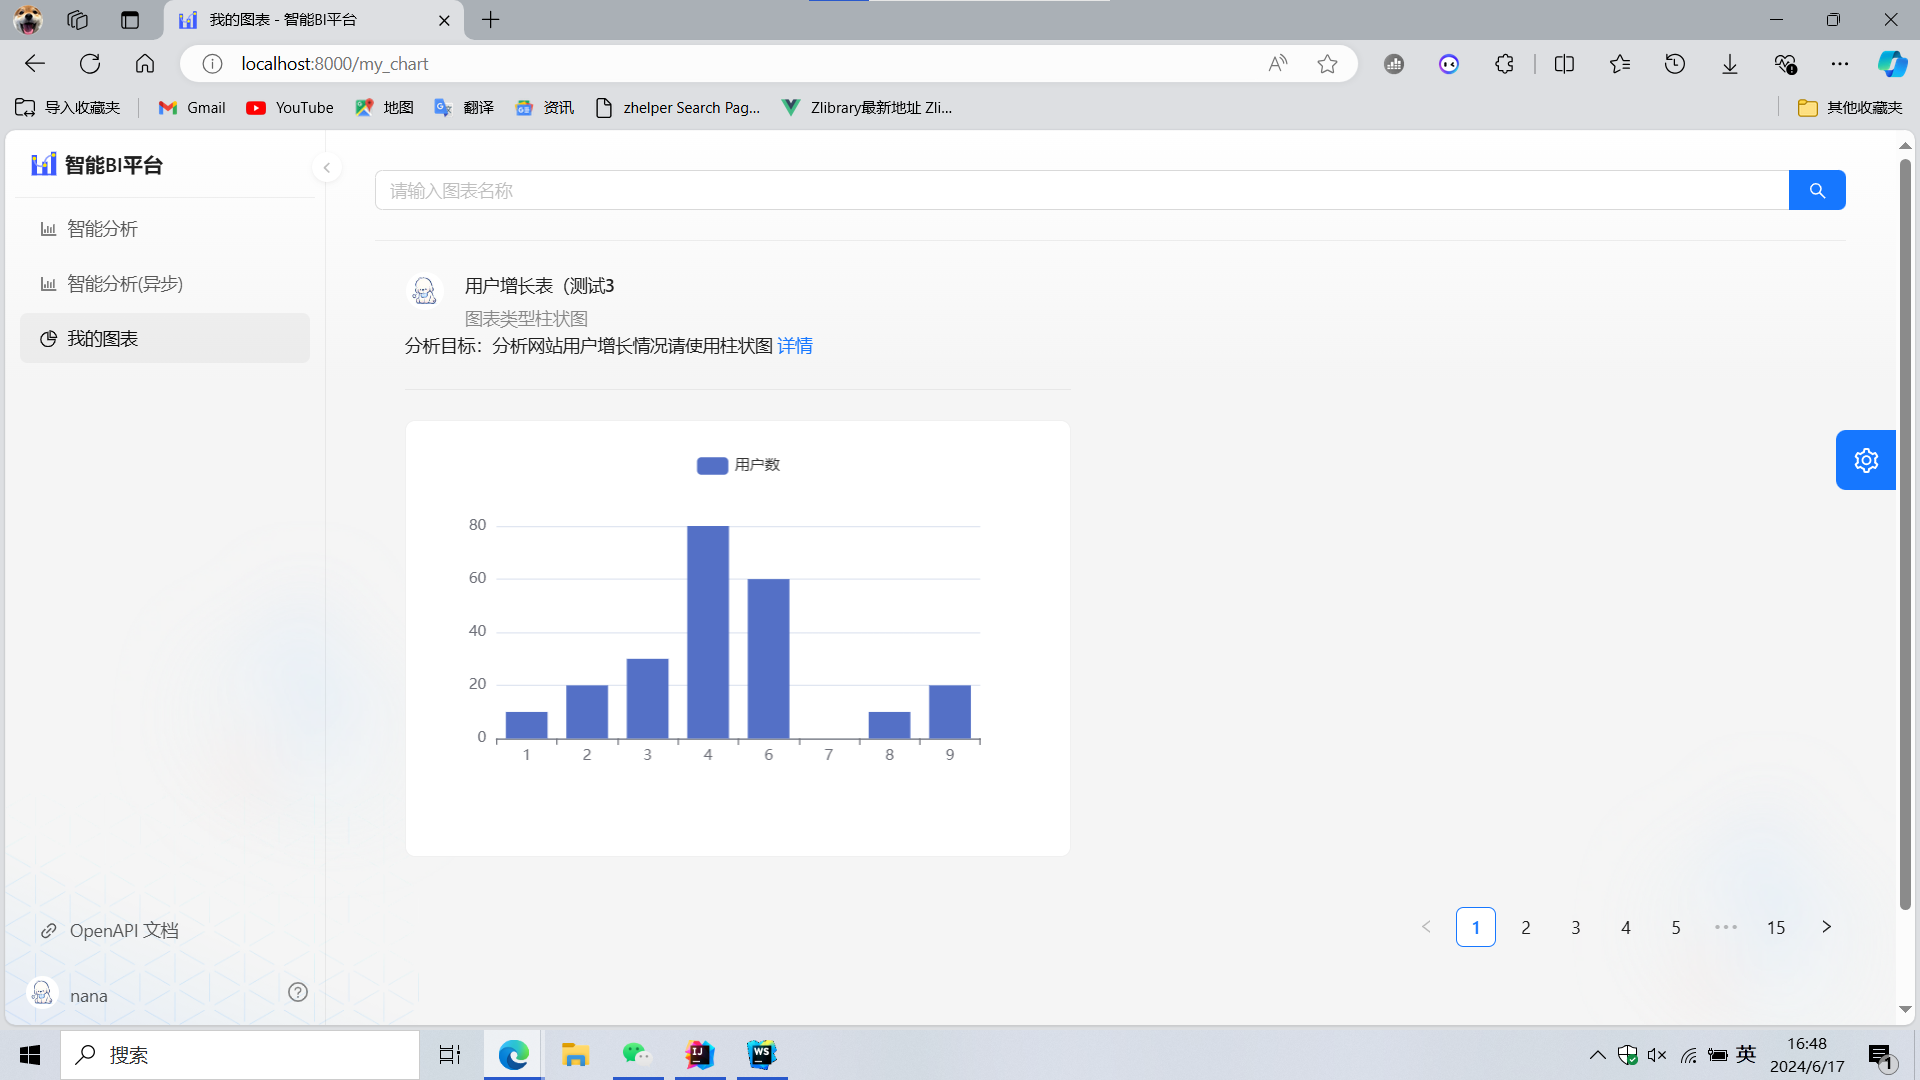 我的图表 - 智能BI平台
localhost:8000/my_chart
导入收藏夹
Gmail
YouTube
地图
翻译
资讯
zhelper Search Pag...
Zlibrary最新地址 Zli...
其他收藏夹
智能BI平台
智能分析
智能分析(异步)
我的图表
请输入图表名称
用户增长表（测试3
图表类型柱状图
分析目标：分析网站用户增长情况请使用柱状图 详情
用户数
80
60
40
20
0
1 2 3 4 6 7 8 9
1 2 3 4 5 ••• 15
OpenAPI 文档
nana
搜索
英
16:48
2024/6/17
1